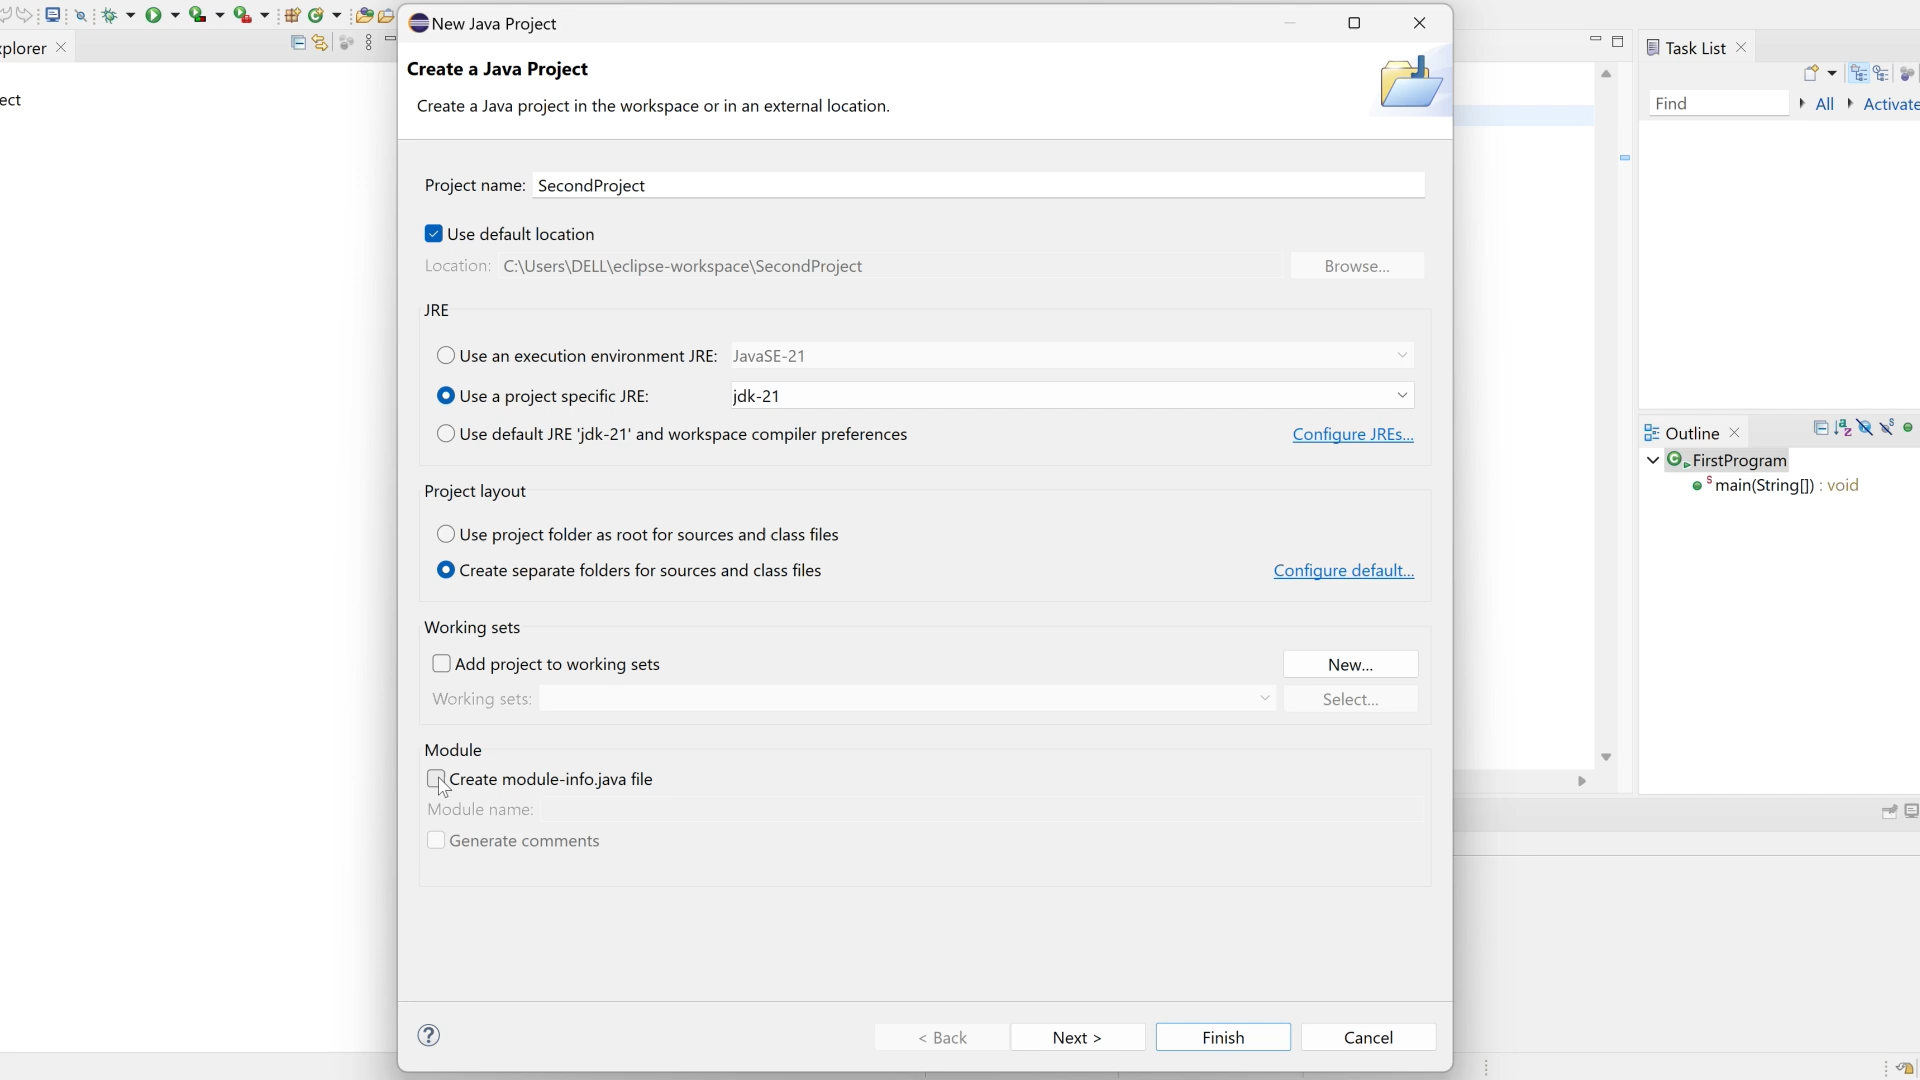 New Java Project
plorer
ect
Create a Java Project
Create a Java project in the workspace or in an external location.
Project name: SecondProject
Use default location
Location: C:\Users\DELL\eclipse-workspace\SecondProject Browse...
JRE
Use an execution environment JRE: JavaSE-21
Use a project specific JRE: jdk-21
Use default JRE 'jdk-21' and workspace compiler preferences Configure JREs...
Project layout
Use project folder as root for sources and class files
Create separate folders for sources and class files Configure default...
Working sets
Add project to working sets New...
Working sets: Select...
Module
Create module-info.java file
Module name:
Generate comments
< Back Next > Finish Cancel
Task List
Find All Activate
Outline
FirstProgram
main(String[]) : void